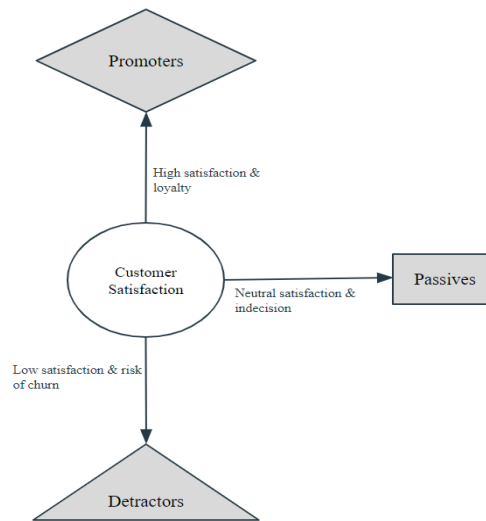 Promoters
High satisfaction &
loyalty
Customer
Satisfaction
Neutral satisfaction &
indecision
Passives
Low satisfaction & risk
of churn
Detractors